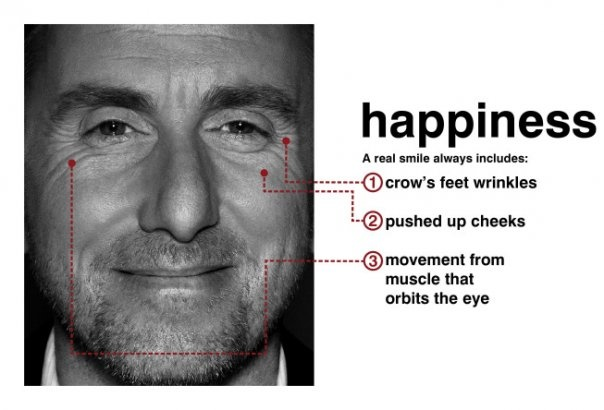 happiness
A real smile always includes:
1 crow's feet wrinkles
2 pushed up cheeks
3 movement from
muscle that
orbits the eye